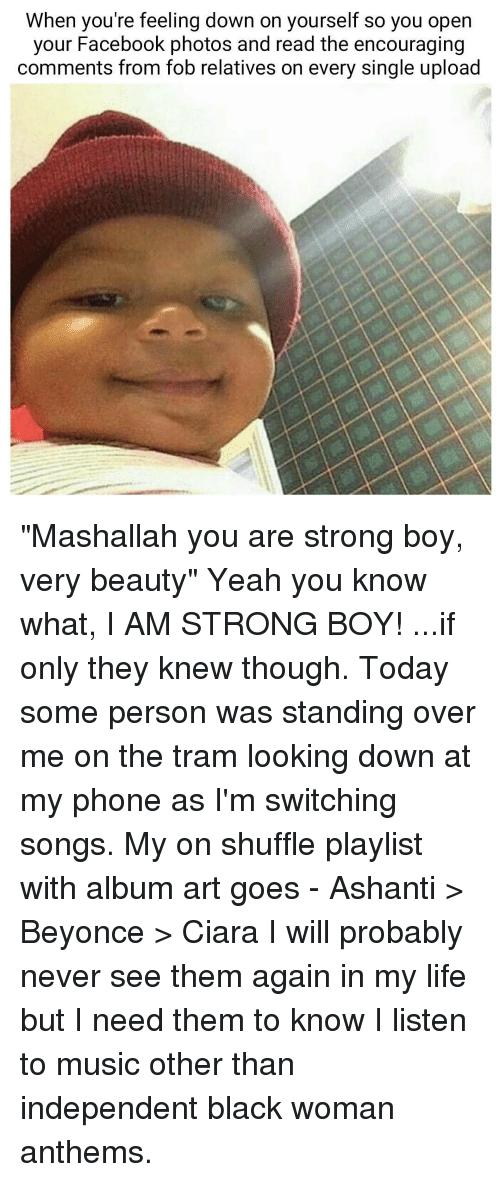 When you're feeling down on yourself so you open
your Facebook photos and read the encouraging
comments from fob relatives on every single upload
"Mashallah you are strong boy,
very beauty" Yeah you know
what, I AM STRONG BOY! ...if
only they knew though. Today
some person was standing over
me on the tram looking down at
my phone as I'm switching
songs. My on shuffle playlist
with album art goes - Ashanti >
Beyonce > Ciara I will probably
never see them again in my life
but I need them to know I listen
to music other than
independent black woman
anthems.